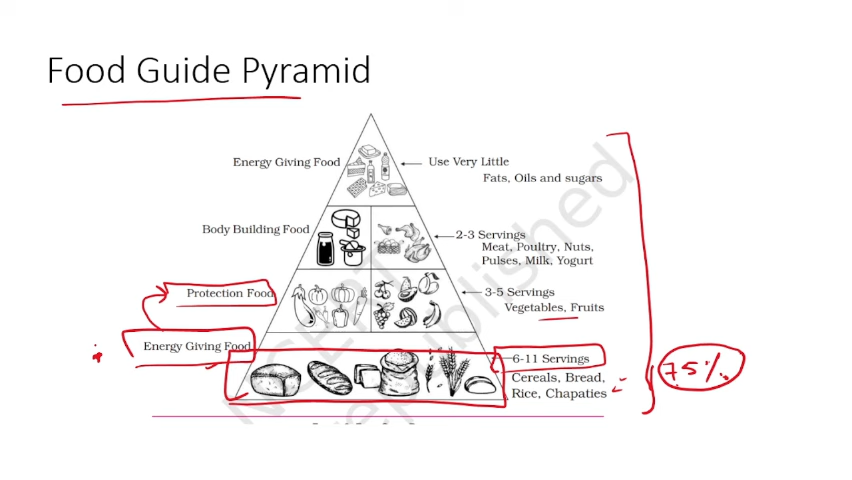 Food Guide Pyramid
Energy Giving Food
Use Very Little
Fats, Oils and sugars
Body Building Food
2-3 Servings
Meat, Poultry, Nuts,
Pulses, Milk, Yogurt
Protection Food
3-5 Servings
Vegetables, Fruits
Energy Giving Food
6-11 Servings
Cereals, Bread,
Rice, Chapaties
75%